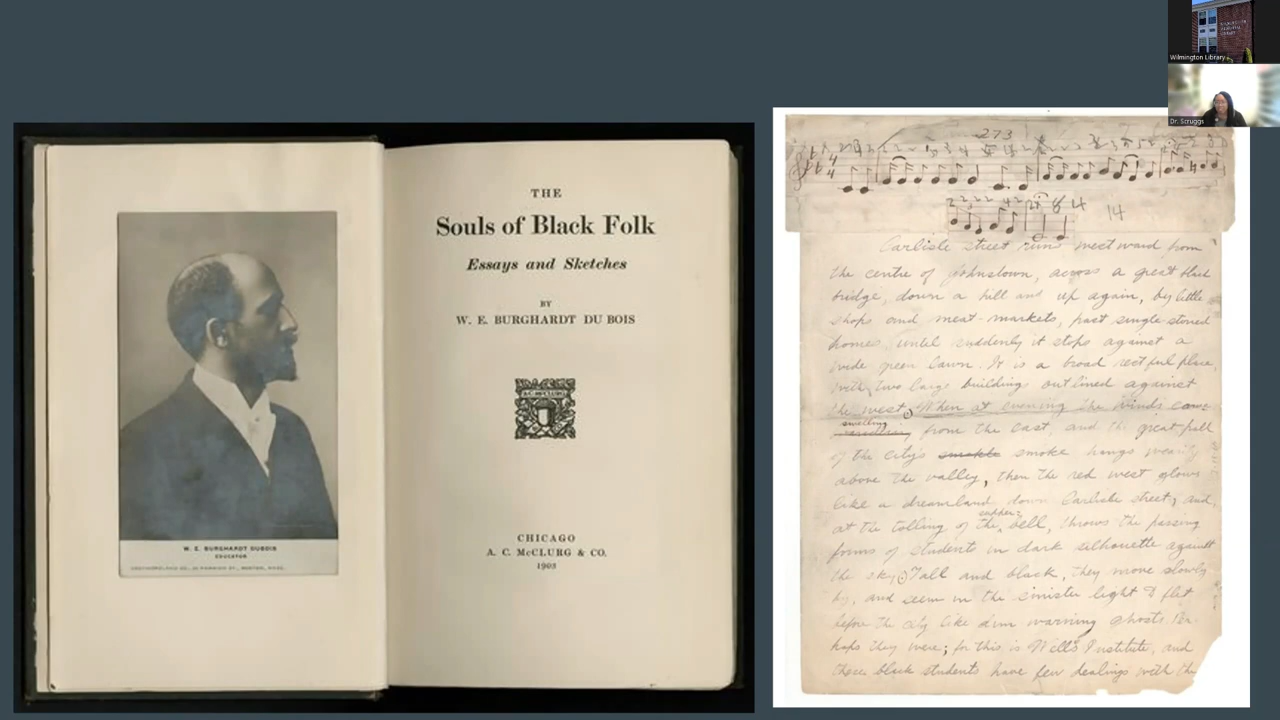 Wilmington Library
Dr. Scruggs
THE
Souls of Black Folk
Essays and Sketches
BY
W. E. BURGHARDT DU BOIS
A·C·McCLURG
CHICAGO
A. C. McCLURG & CO.
1903
W. E. BURGHARDT DUBOIS
EDUCATOR
273
14
Carlisle street runs westward from
the centre of Johnstown, across a great black
bridge, down a hill and up again, by little
shops and meat-markets, past single-storied
homes until suddenly it stops against a
wide green lawn. It is a broad restful place,
with two large buildings outlined against
the west. When at evening the winds come
swelling
from the East, and the great pall
of the city's smoke hangs wearily
above the valley, then the red west glows
like a dreamland down Carlisle street, and,
supper
at the tolling of the bell, throws the passing
forms of students in dark silhouette against
the sky. Tall and black, they move slowly
by, and seem in the sinister light to flit
before the city like dim warning ghosts. Per-
haps they were; for this is Wells Institute, and
these black students have few dealings with the